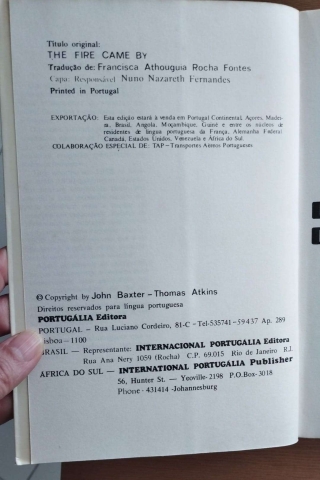 Título original:
THE FIRE CAME BY
Tradução de: Francisca Athouguia Rocha Fontes
Capa: Responsável Nuno Nazareth Fernandes
Printed in Portugal
EXPORTAÇÃO: Esta edição estará à venda em Portugal Continental, Açores, Madei-
ra, Brasil, Angola, Moçambique, Guiné e entre os núcleos de
residentes de língua portuguesa da França, Alemanha Federal
Canadá, Estados Unidos, Venezuela e África do Sul.
COLABORAÇÃO ESPECIAL DE: TAP – Transportes Aéreos Portugueses
© Copyright by John Baxter – Thomas Atkins
Direitos reservados para língua portuguesa
PORTUGÁLIA Editora
PORTUGAL – Rua Luciano Cordeiro, 81-C – Tel-535741-59437 Ap. 289
Lisboa – 1100
BRASIL – Representante: INTERNACIONAL PORTUGALIA Editora
Rua Ana Nery 1059 (Rocha) C.P. 69.015 Rio de Janeiro R.J.
ÁFRICA DO SUL – INTERNATIONAL PORTUGALIA Publisher
56, Hunter St. – Yeoville-2198 P.O.Box-3018
Phone - 431414 -Johannesburg